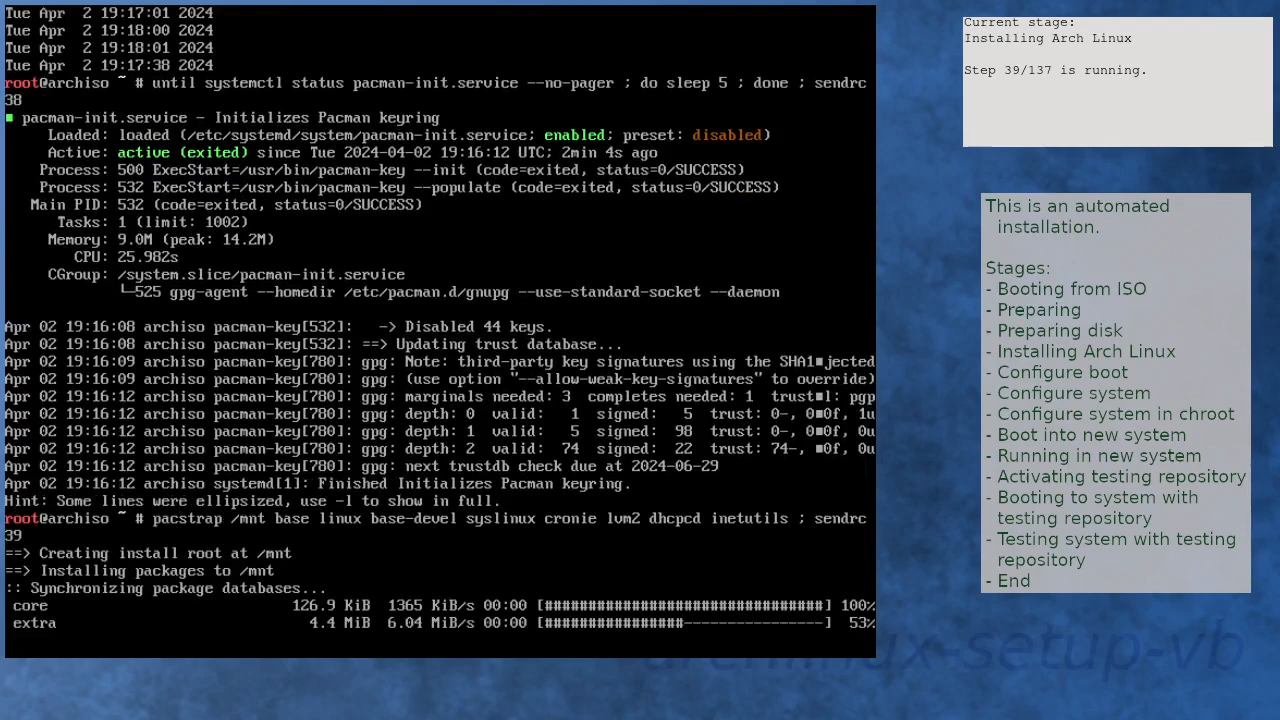 Tue Apr  2 19:17:01 2024
Tue Apr  2 19:18:00 2024
Tue Apr  2 19:18:01 2024
Tue Apr  2 19:17:38 2024
root@archiso ~ # until systemctl status pacman-init.service --no-pager ; do sleep 5 ; done ; sendrc
38
pacman-init.service - Initializes Pacman keyring
Loaded: loaded (/etc/systemd/system/pacman-init.service; enabled; preset: disabled)
Active: active (exited) since Tue 2024-04-02 19:16:12 UTC; 2min 4s ago
Process: 500 ExecStart=/usr/bin/pacman-key --init (code=exited, status=0/SUCCESS)
Process: 532 ExecStart=/usr/bin/pacman-key --populate (code=exited, status=0/SUCCESS)
Main PID: 532 (code=exited, status=0/SUCCESS)
Tasks: 1 (limit: 1002)
Memory: 9.0M (peak: 14.2M)
CPU: 25.982s
CGroup: /system.slice/pacman-init.service
└─525 gpg-agent --homedir /etc/pacman.d/gnupg --use-standard-socket --daemon
Apr 02 19:16:08 archiso pacman-key[532]:   -> Disabled 44 keys.
Apr 02 19:16:08 archiso pacman-key[532]: ==> Updating trust database...
Apr 02 19:16:09 archiso pacman-key[780]: gpg: Note: third-party key signatures using the SHA1■jected
Apr 02 19:16:09 archiso pacman-key[780]: gpg: (use option "--allow-weak-key-signatures" to override)
Apr 02 19:16:12 archiso pacman-key[780]: gpg: marginals needed: 3  completes needed: 1  trust■l: pgp
Apr 02 19:16:12 archiso pacman-key[780]: gpg: depth: 0  valid:   1  signed:   5  trust: 0-, 0■0f, 1u
Apr 02 19:16:12 archiso pacman-key[780]: gpg: depth: 1  valid:   5  signed:  98  trust: 0-, 0■0f, 0u
Apr 02 19:16:12 archiso pacman-key[780]: gpg: depth: 2  valid:  74  signed:  22  trust: 74-, ■0f, 0u
Apr 02 19:16:12 archiso pacman-key[780]: gpg: next trustdb check due at 2024-06-29
Apr 02 19:16:12 archiso systemd[1]: Finished Initializes Pacman keyring.
Hint: Some lines were ellipsized, use -l to show in full.
root@archiso ~ # pacstrap /mnt base linux base-devel syslinux cronie lvm2 dhcpcd inetutils ; sendrc
39
==> Creating install root at /mnt
==> Installing packages to /mnt
:: Synchronizing package databases...
core                            126.9 KiB  1365 KiB/s 00:00 [################################] 100%
extra                             4.4 MiB  6.04 MiB/s 00:00 [################----------------]  53%
Current stage:
Installing Arch Linux
Step 39/137 is running.
This is an automated
installation.
Stages:
- Booting from ISO
- Preparing
- Preparing disk
- Installing Arch Linux
- Configure boot
- Configure system
- Configure system in chroot
- Boot into new system
- Running in new system
- Activating testing repository
- Booting to system with
testing repository
- Testing system with testing
repository
- End
archlinux-setup-vb